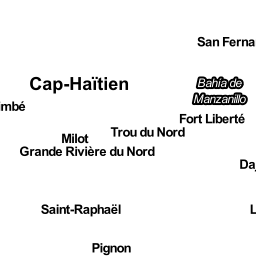 San Ferna
Cap-Haïtien
Bahía de
Manzanillo
imbé
Fort Liberté
Trou du Nord
Milot
Grande Rivière du Nord
Da
Saint-Raphaël
L
Pignon